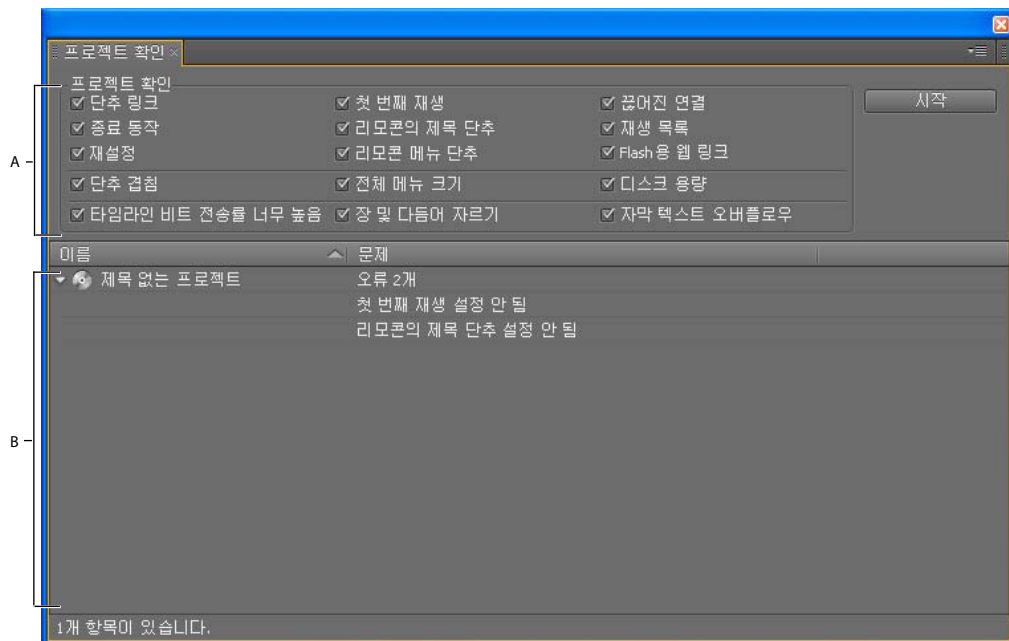 프로젝트 확인
프로젝트 확인
단추 링크 첫 번째 재생 끊어진 연결 시작
종료 동작 리모콘의 제목 단추 재생 목록
A 재설정 리모콘 메뉴 단추 Flash용 웹 링크
단추 겹침 전체 메뉴 크기 디스크 용량
타임라인 비트 전송률 너무 높음 장 및 다듬어 자르기 자막 텍스트 오버플로우
이름 문제
제목 없는 프로젝트 오류 2개
첫 번째 재생 설정 안 됨
리모콘의 제목 단추 설정 안 됨
B
1개 항목이 있습니다.